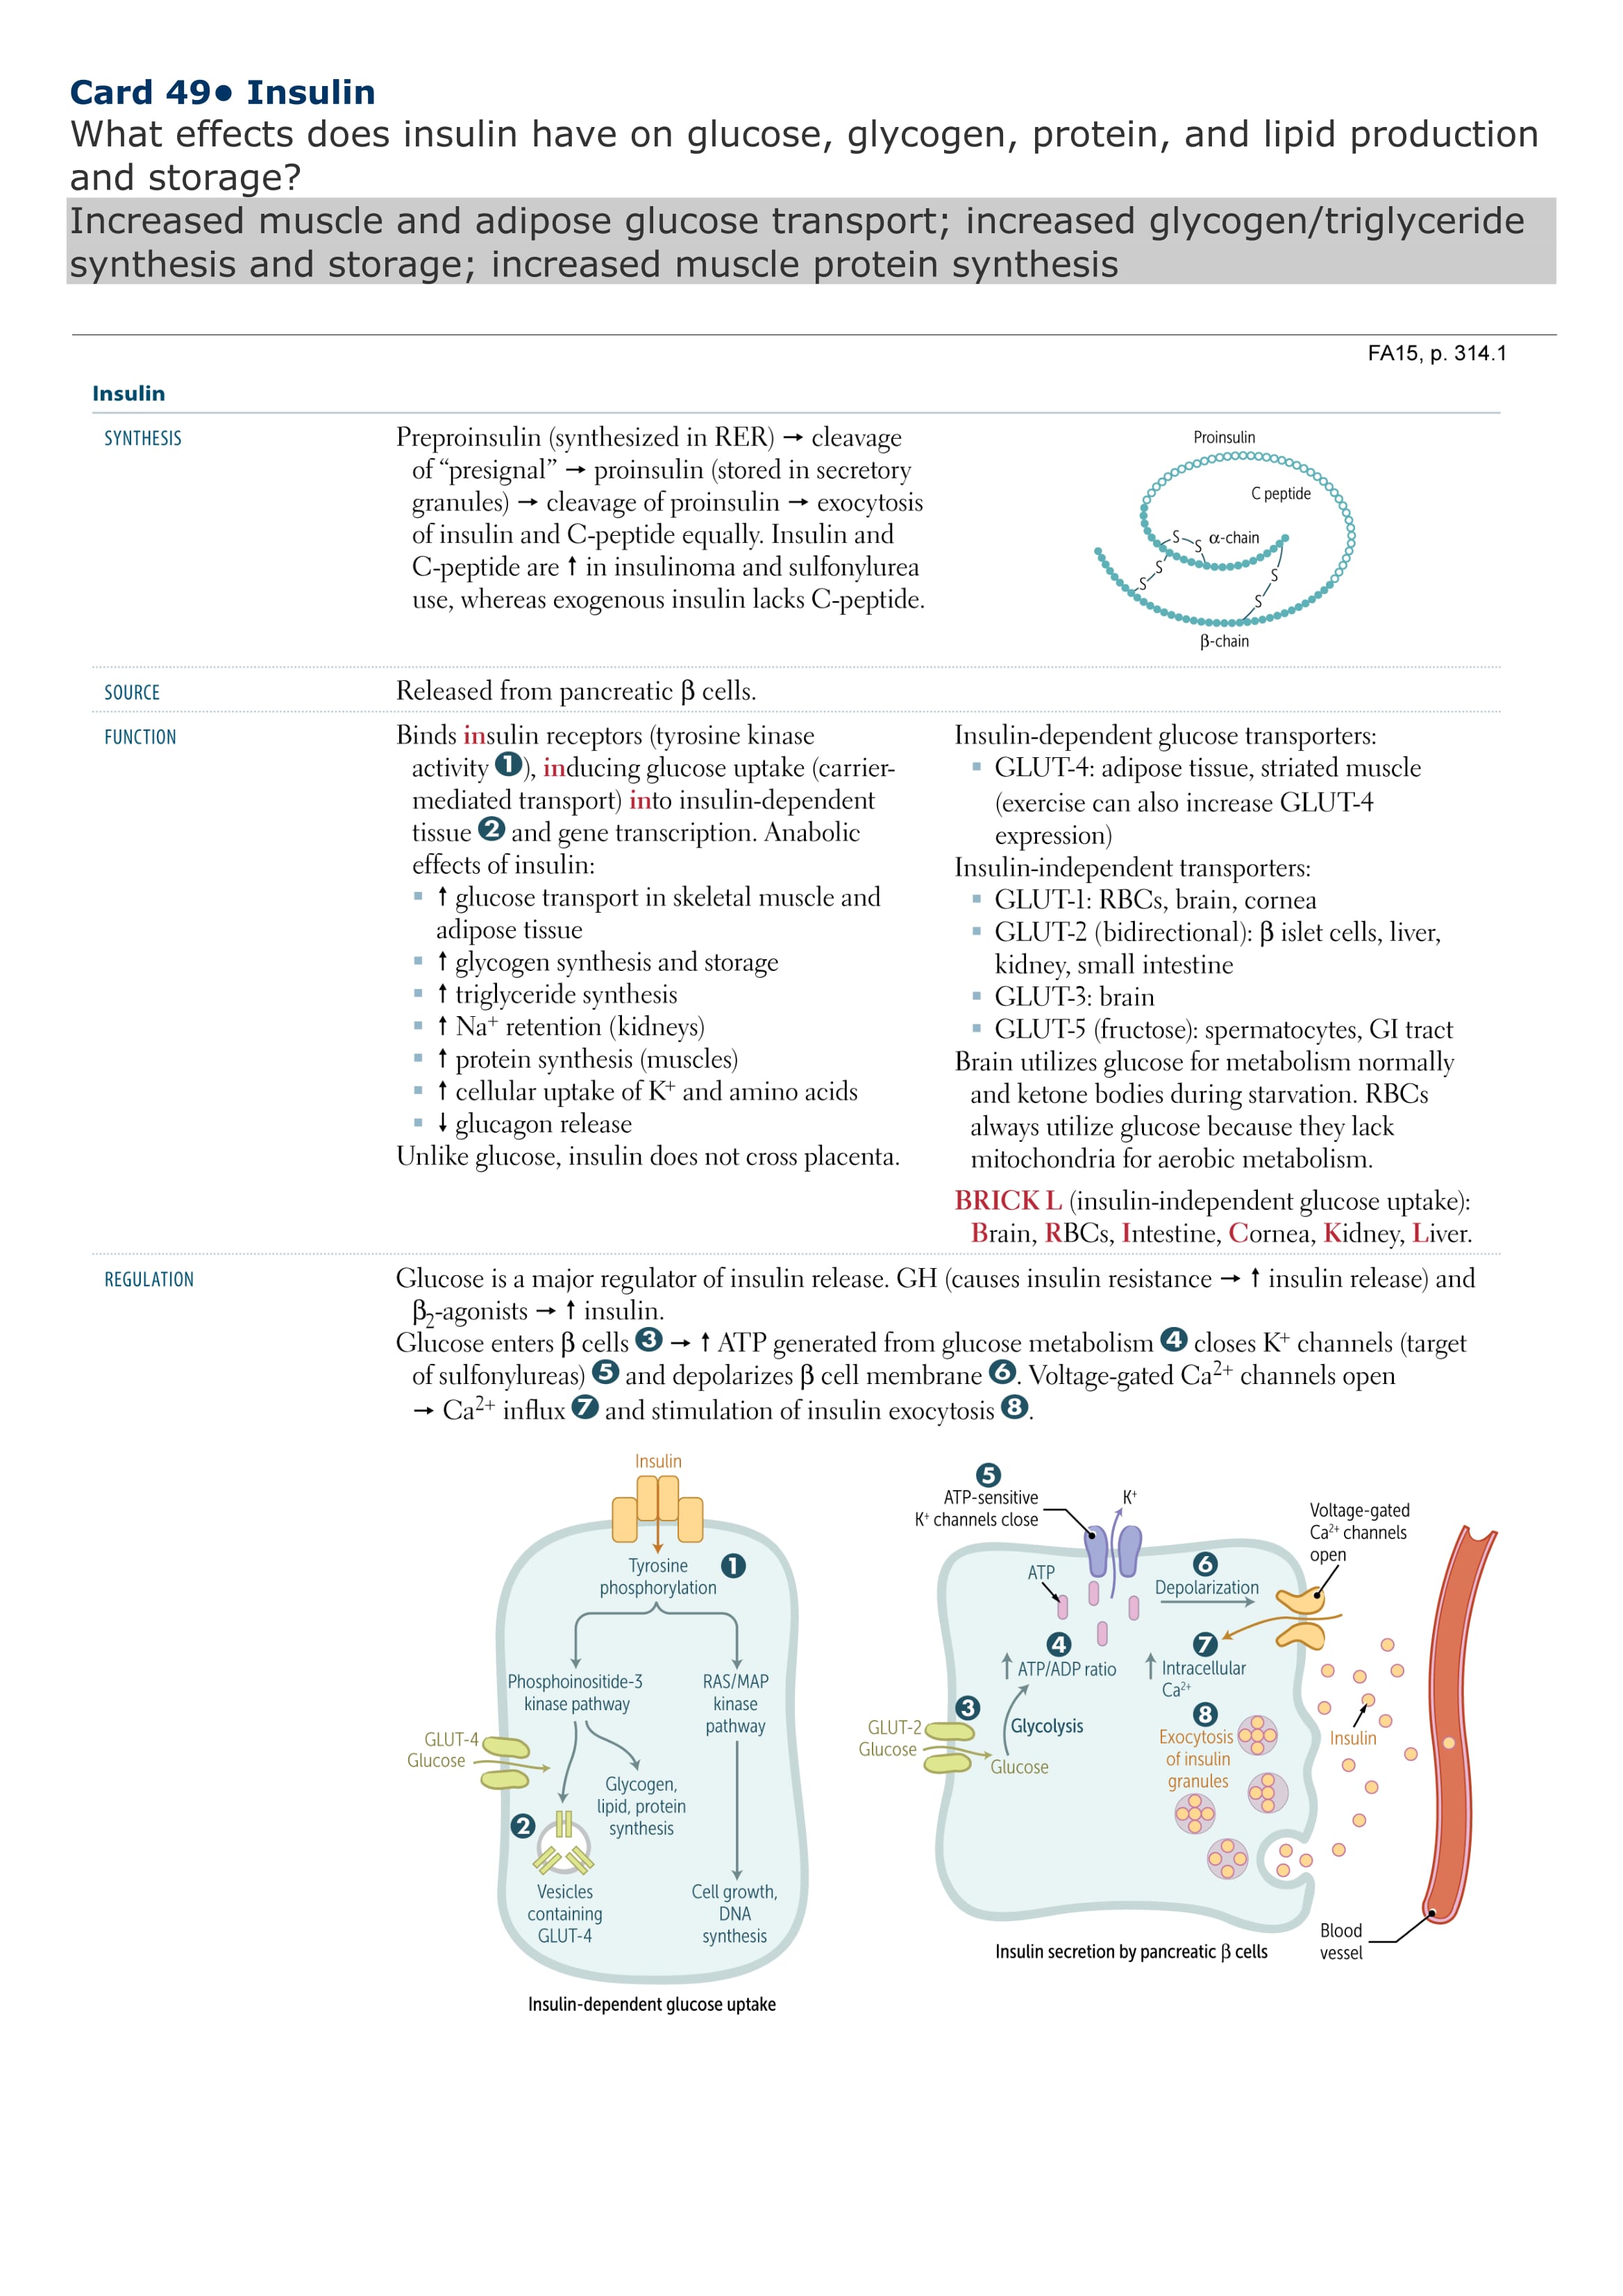 Card 49● Insulin
What effects does insulin have on glucose, glycogen, protein, and lipid production
and storage?
Increased muscle and adipose glucose transport; increased glycogen/triglyceride
synthesis and storage; increased muscle protein synthesis
FA15, p. 314.1
Insulin
SYNTHESIS
Preproinsulin (synthesized in RER) → cleavage
of “presignal” → proinsulin (stored in secretory
granules) → cleavage of proinsulin → exocytosis
of insulin and C-peptide equally. Insulin and
C-peptide are ↑ in insulinoma and sulfonylurea
use, whereas exogenous insulin lacks C-peptide.
Proinsulin
C peptide
S S α-chain
S S
S S
β-chain
SOURCE
Released from pancreatic β cells.
FUNCTION
Binds insulin receptors (tyrosine kinase
activity ❶), inducing glucose uptake (carrier-
mediated transport) into insulin-dependent
tissue ❷ and gene transcription. Anabolic
effects of insulin:
▪ ↑ glucose transport in skeletal muscle and
adipose tissue
▪ ↑ glycogen synthesis and storage
▪ ↑ triglyceride synthesis
▪ ↑ Na⁺ retention (kidneys)
▪ ↑ protein synthesis (muscles)
▪ ↑ cellular uptake of K⁺ and amino acids
▪ ↓ glucagon release
Unlike glucose, insulin does not cross placenta.
Insulin-dependent glucose transporters:
▪ GLUT-4: adipose tissue, striated muscle
(exercise can also increase GLUT-4
expression)
Insulin-independent transporters:
▪ GLUT-1: RBCs, brain, cornea
▪ GLUT-2 (bidirectional): β islet cells, liver,
kidney, small intestine
▪ GLUT-3: brain
▪ GLUT-5 (fructose): spermatocytes, GI tract
Brain utilizes glucose for metabolism normally
and ketone bodies during starvation. RBCs
always utilize glucose because they lack
mitochondria for aerobic metabolism.
BRICK L (insulin-independent glucose uptake):
Brain, RBCs, Intestine, Cornea, Kidney, Liver.
REGULATION
Glucose is a major regulator of insulin release. GH (causes insulin resistance → ↑ insulin release) and
β₂-agonists → ↑ insulin.
Glucose enters β cells ❸ → ↑ ATP generated from glucose metabolism ❹ closes K⁺ channels (target
of sulfonylureas) ❺ and depolarizes β cell membrane ❻. Voltage-gated Ca²⁺ channels open
→ Ca²⁺ influx ❼ and stimulation of insulin exocytosis ❽.
Insulin
Tyrosine
phosphorylation
❶
Phosphoinositide-3
kinase pathway
RAS/MAP
kinase
pathway
GLUT-4
Glucose
Glycogen,
lipid, protein
synthesis
❷
Vesicles
containing
GLUT-4
Cell growth,
DNA
synthesis
Insulin-dependent glucose uptake
❺
ATP-sensitive
K⁺ channels close
K⁺
Voltage-gated
Ca²⁺ channels
open
ATP
❻
Depolarization
❹
↑ ATP/ADP ratio
❼
↑ Intracellular
Ca²⁺
❸
GLUT-2
Glucose
Glycolysis
Glucose
❽
Exocytosis
of insulin
granules
Insulin
Blood
vessel
Insulin secretion by pancreatic β cells